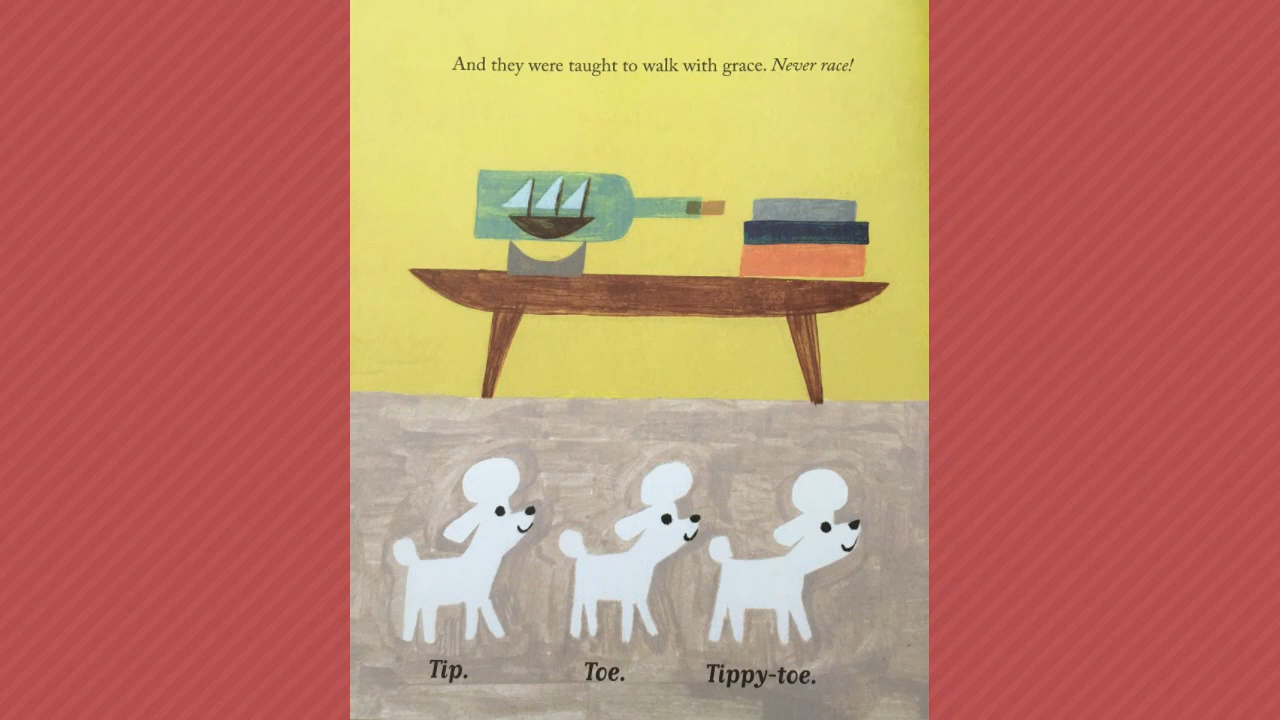 And they were taught to walk with grace. Never race!
Tip. Toe. Tippy-toe.